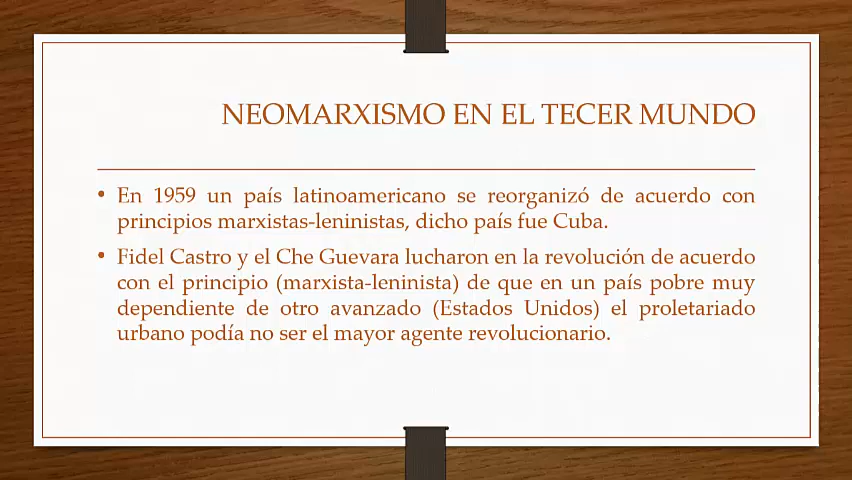 NEOMARXISMO EN EL TECER MUNDO
• En 1959 un país latinoamericano se reorganizó de acuerdo con
principios marxistas-leninistas, dicho país fue Cuba.
• Fidel Castro y el Che Guevara lucharon en la revolución de acuerdo
con el principio (marxista-leninista) de que en un país pobre muy
dependiente de otro avanzado (Estados Unidos) el proletariado
urbano podía no ser el mayor agente revolucionario.